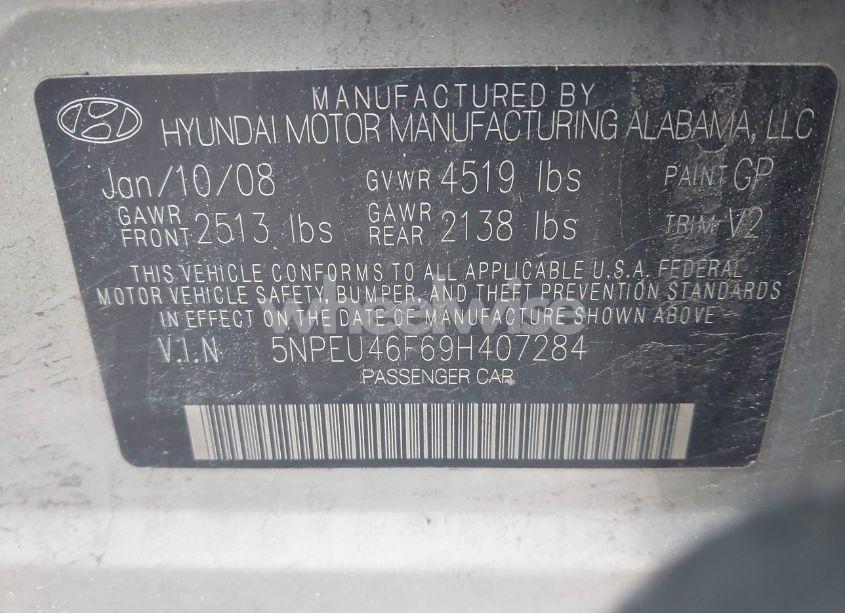 MANUFACTURED BY
HYUNDAI MOTOR MANUFACTURING ALABAMA, LLC
Jan/10/08 GVWR 4519 lbs PAINT GP
GAWR FRONT 2513 lbs GAWR REAR 2138 lbs TRIM V2
THIS VEHICLE CONFORMS TO ALL APPLICABLE U.S.A. FEDERAL
MOTOR VEHICLE SAFETY, BUMPER, AND THEFT PREVENTION STANDARDS
IN EFFECT ON THE DATE OF MANUFACTURE SHOWN ABOVE.
wheelwise
V.I.N 5NPEU46F69H407284
PASSENGER CAR